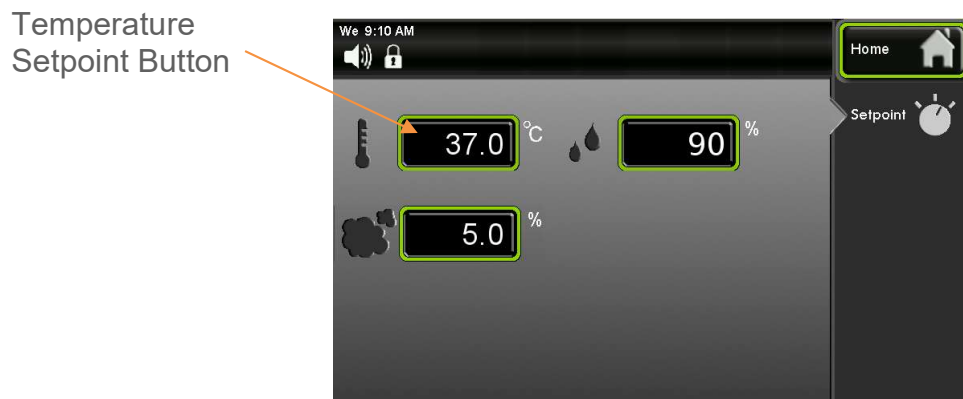 Temperature
Setpoint Button
We 9:10 AM
Home
Setpoint
37.0 °C
90 %
5.0 %